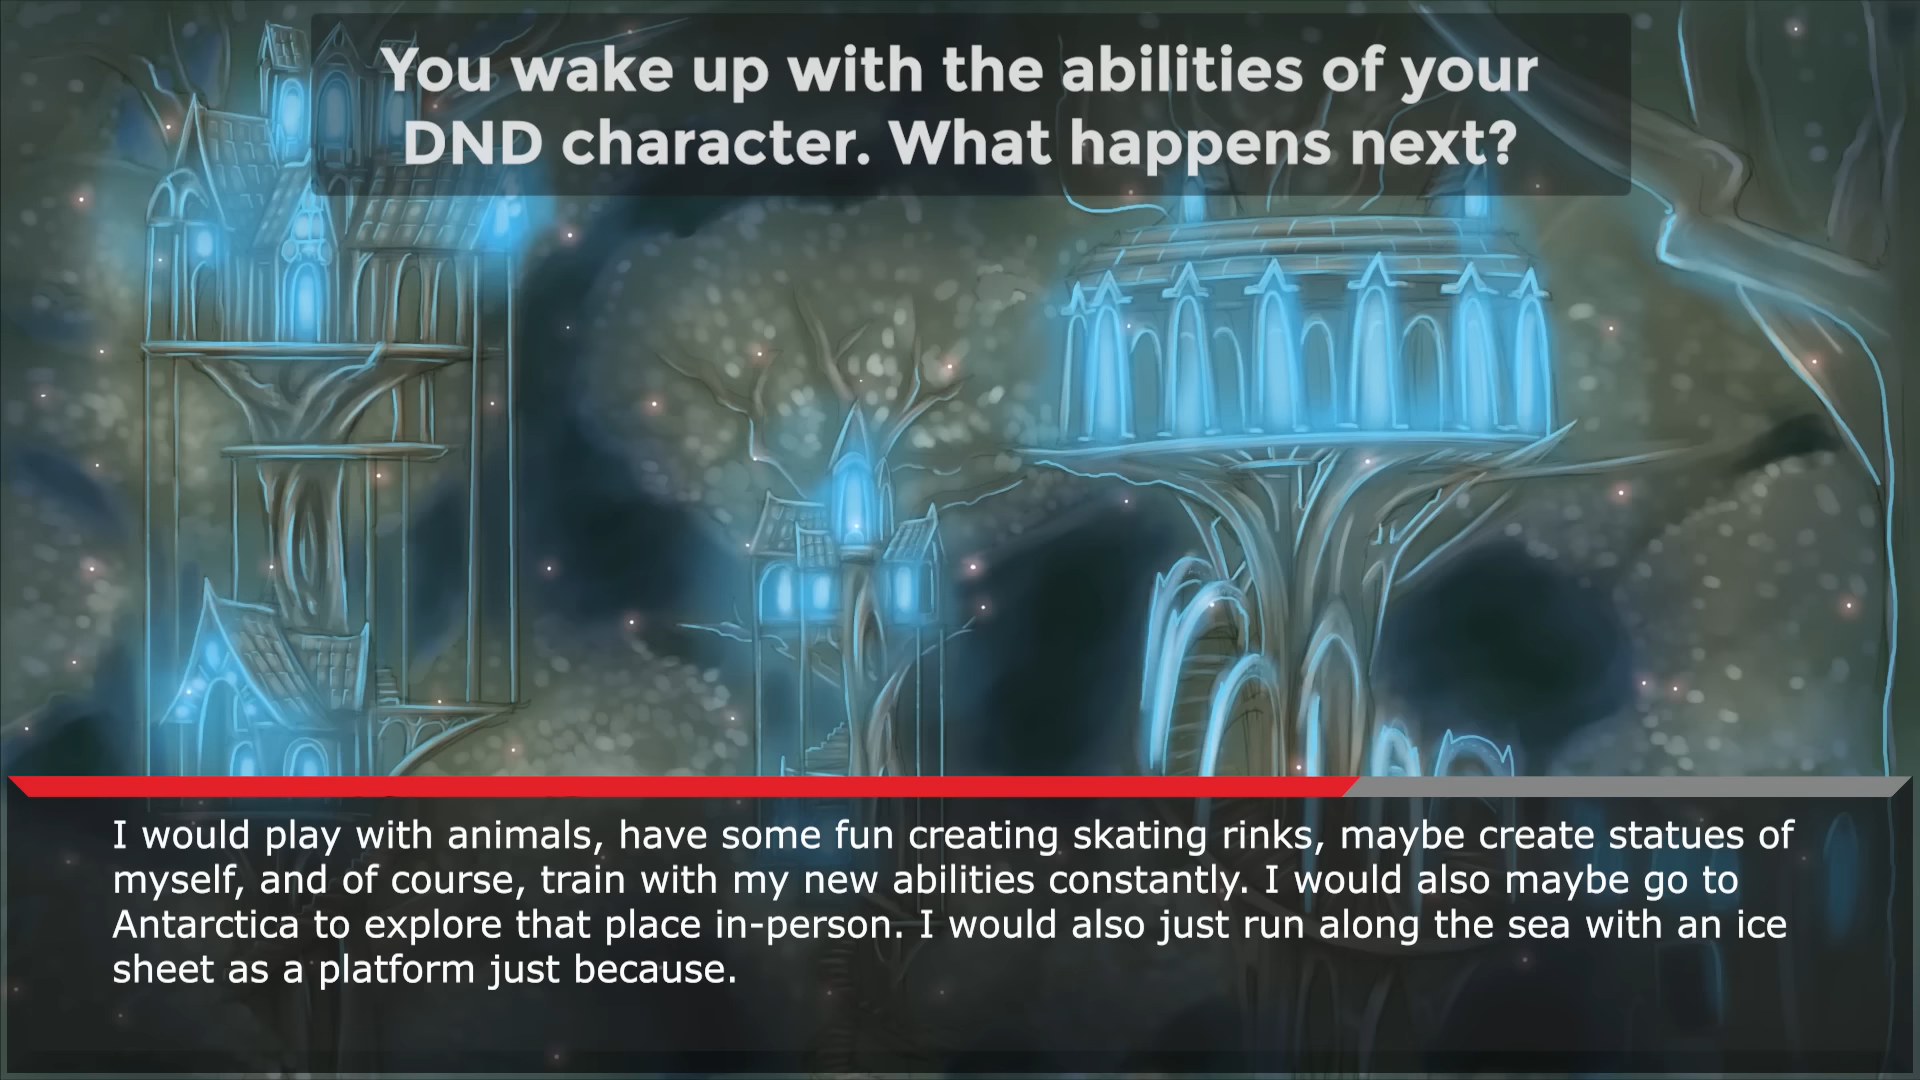 You wake up with the abilities of your
DND character. What happens next?
I would play with animals, have some fun creating skating rinks, maybe create statues of
myself, and of course, train with my new abilities constantly. I would also maybe go to
Antarctica to explore that place in-person. I would also just run along the sea with an ice
sheet as a platform just because.